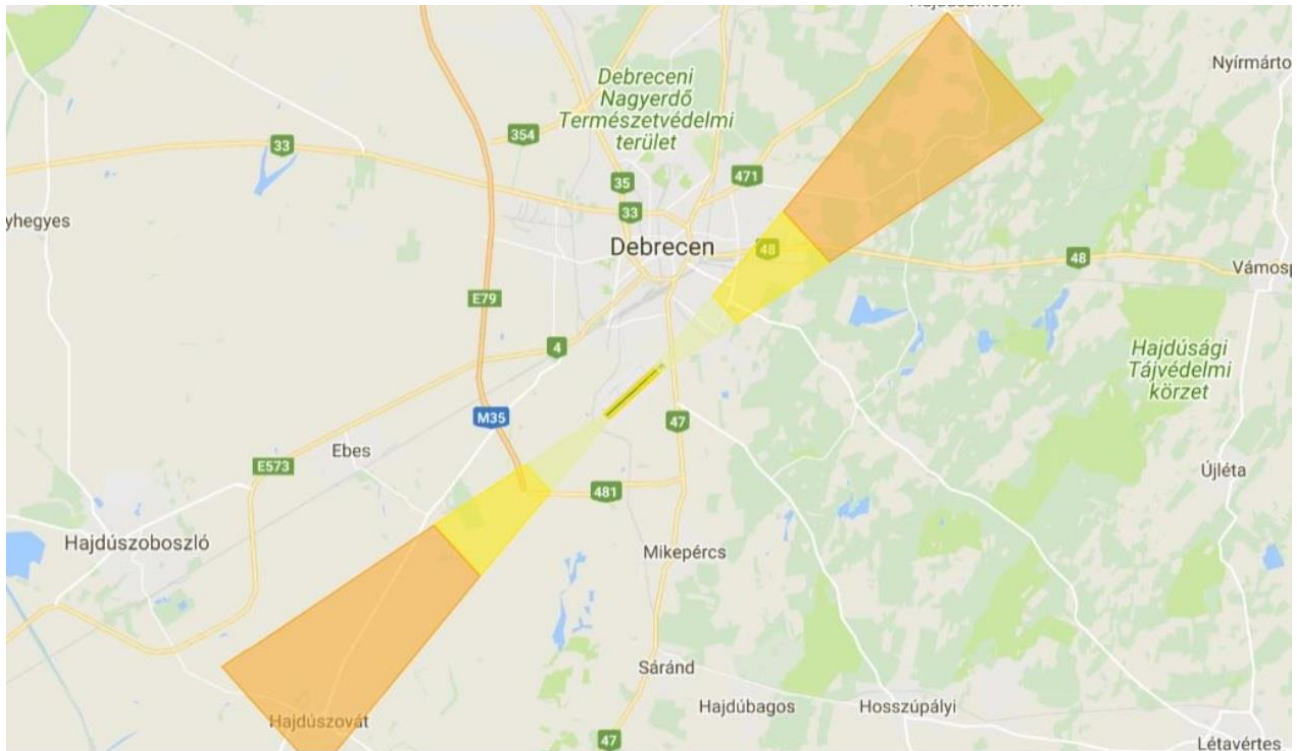 Debreceni
Nagyerdő
Természetvédelmi
terület
Nyírmárto
354
33
35
471
33
yhegyes
Debrecen
48
48
Vámosp
E79
4
Hajdúsági
Tájvédelmi
körzet
M35
47
Ebes
E573
481
Újléta
Hajdúszoboszló
Mikepércs
Sáránd
Hajdúbagos
Hosszúpályi
Hajdúszovát
47
Létavértes